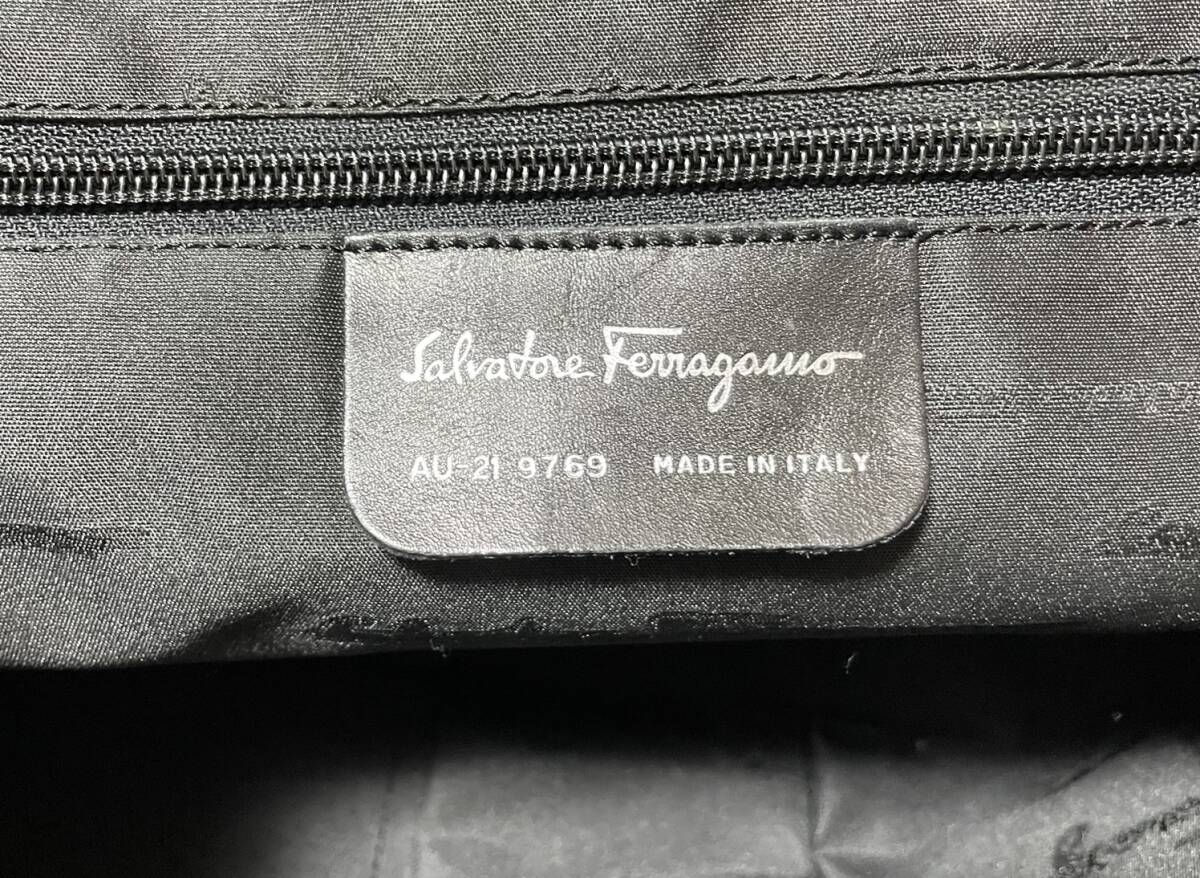 Salvatore Ferragamo
AU-21 9769 MADE IN ITALY